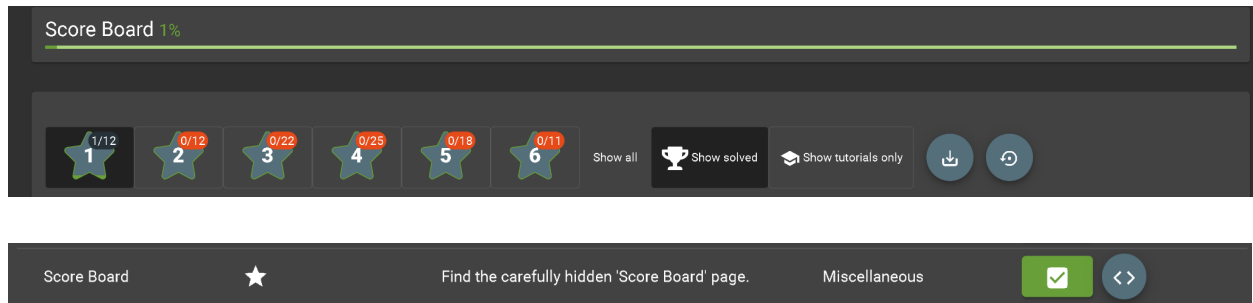 Score Board 1%
1/12 0/12 0/22 0/25 0/18 0/11
1 2 3 4 5 6 Show all Show solved Show tutorials only
Score Board Find the carefully hidden 'Score Board' page. Miscellaneous